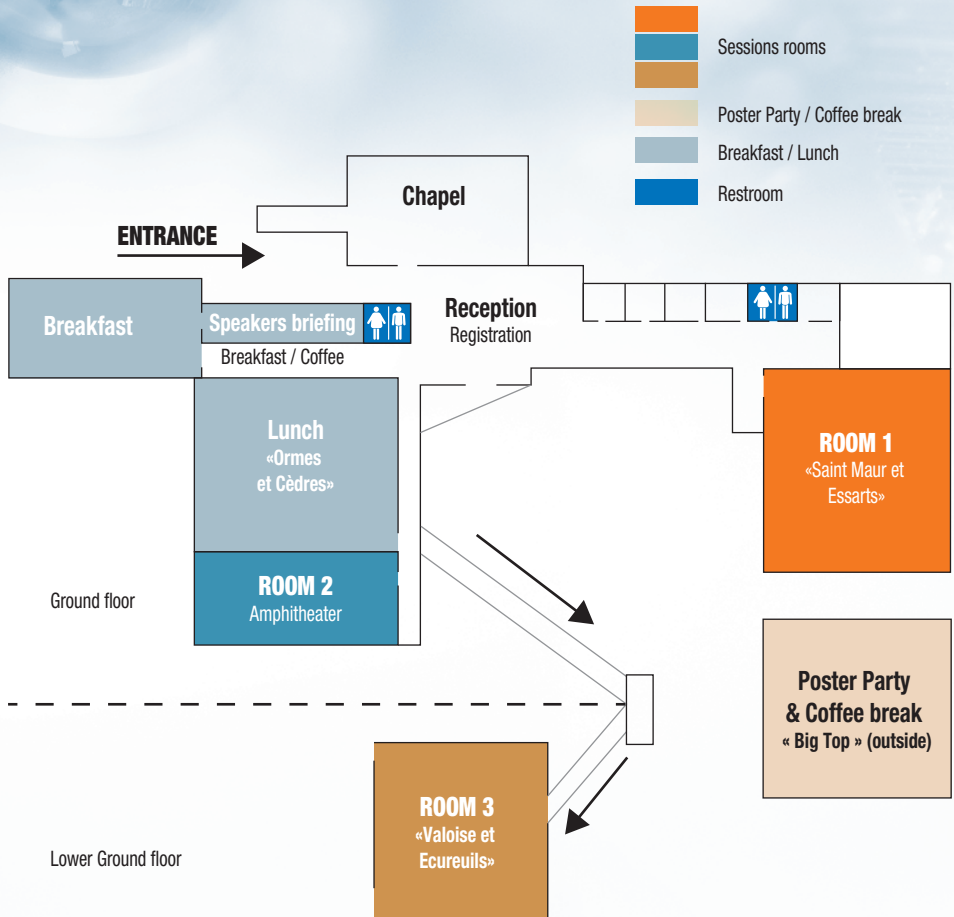 Sessions rooms
Poster Party / Coffee break
Breakfast / Lunch
Restroom
Chapel
ENTRANCE
Breakfast
Speakers briefing
Breakfast / Coffee
Reception
Registration
Lunch
«Ormes
et Cèdres»
ROOM 1
«Saint Maur et
Essarts»
ROOM 2
Amphitheater
Ground floor
Poster Party
& Coffee break
« Big Top » (outside)
ROOM 3
«Valoise et
Ecureuils»
Lower Ground floor